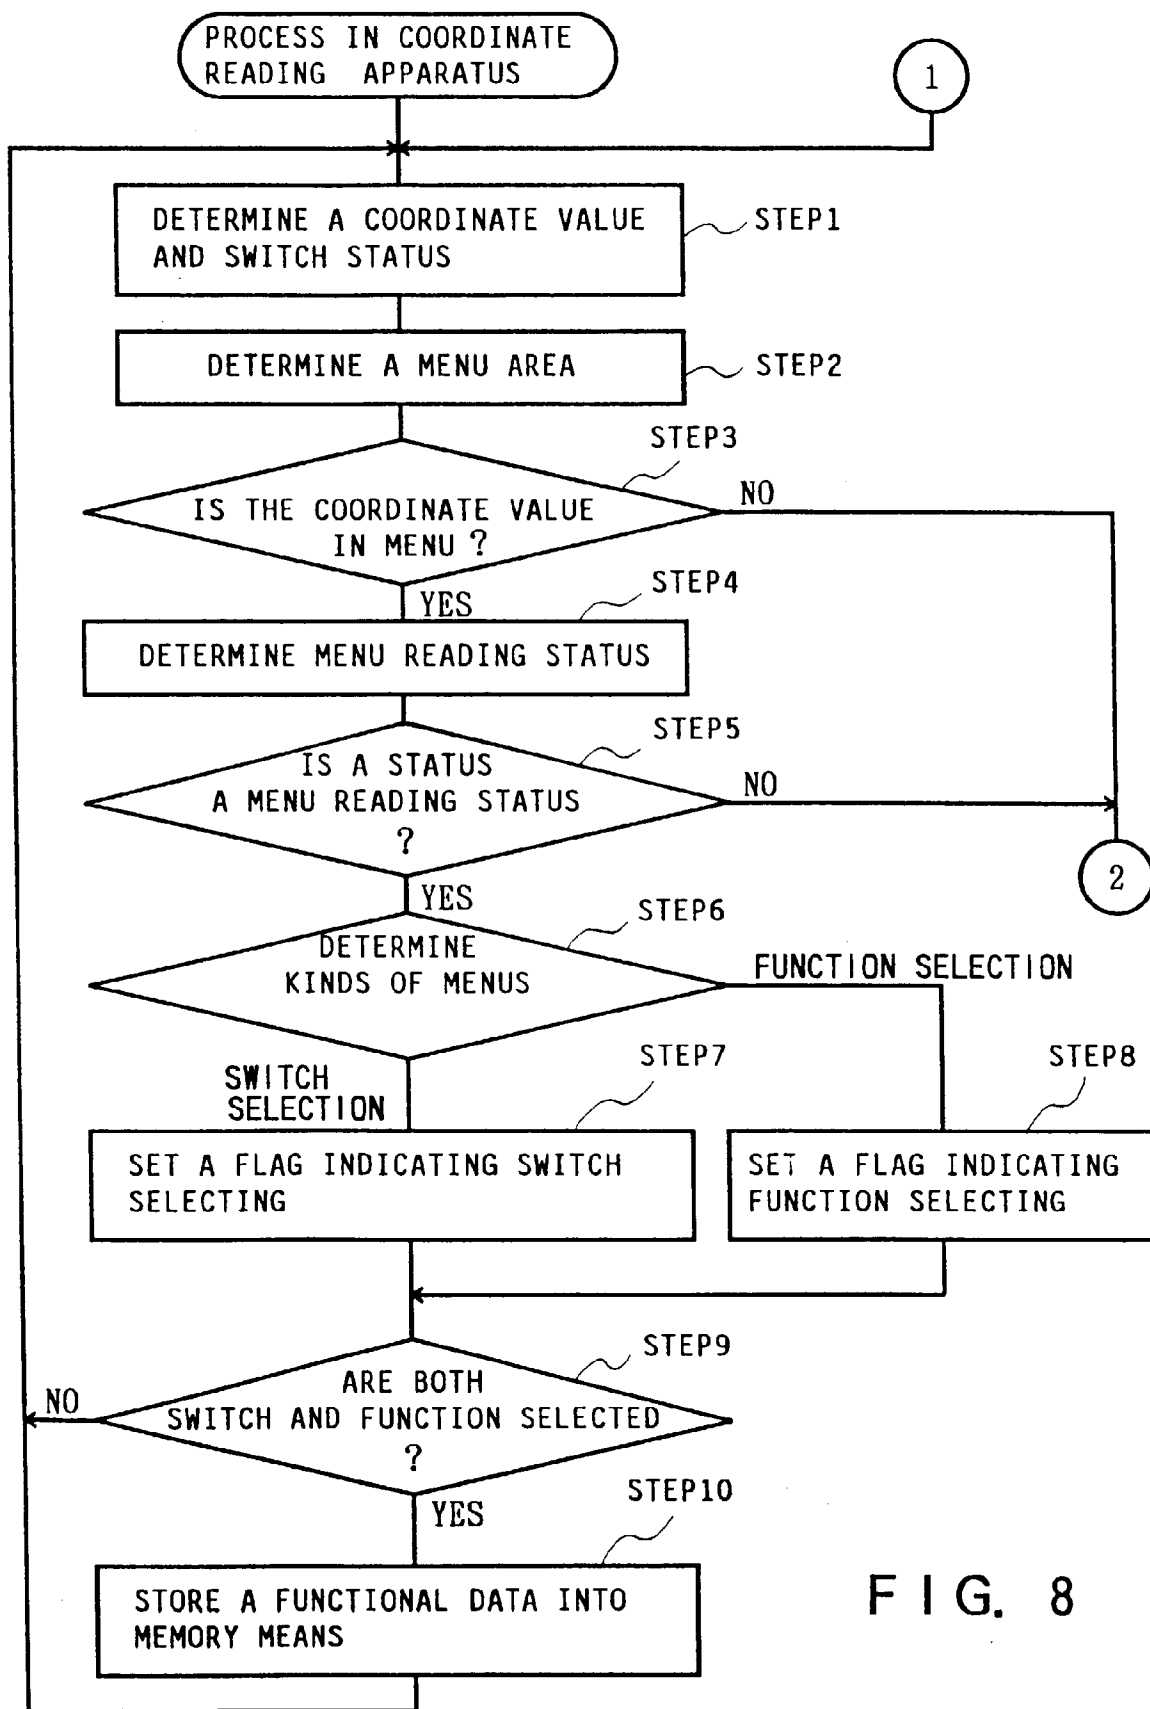 PROCESS IN COORDINATE
READING APPARATUS
1
DETERMINE A COORDINATE VALUE
AND SWITCH STATUS
STEP1
DETERMINE A MENU AREA
STEP2
STEP3
IS THE COORDINATE VALUE
IN MENU ?
NO
YES
STEP4
DETERMINE MENU READING STATUS
STEP5
IS A STATUS
A MENU READING STATUS
?
NO
2
YES
STEP6
DETERMINE
KINDS OF MENUS
FUNCTION SELECTION
SWITCH
SELECTION
STEP7
STEP8
SET A FLAG INDICATING SWITCH
SELECTING
SET A FLAG INDICATING
FUNCTION SELECTING
STEP9
ARE BOTH
SWITCH AND FUNCTION SELECTED
?
NO
YES
STEP10
STORE A FUNCTIONAL DATA INTO
MEMORY MEANS
FIG. 8